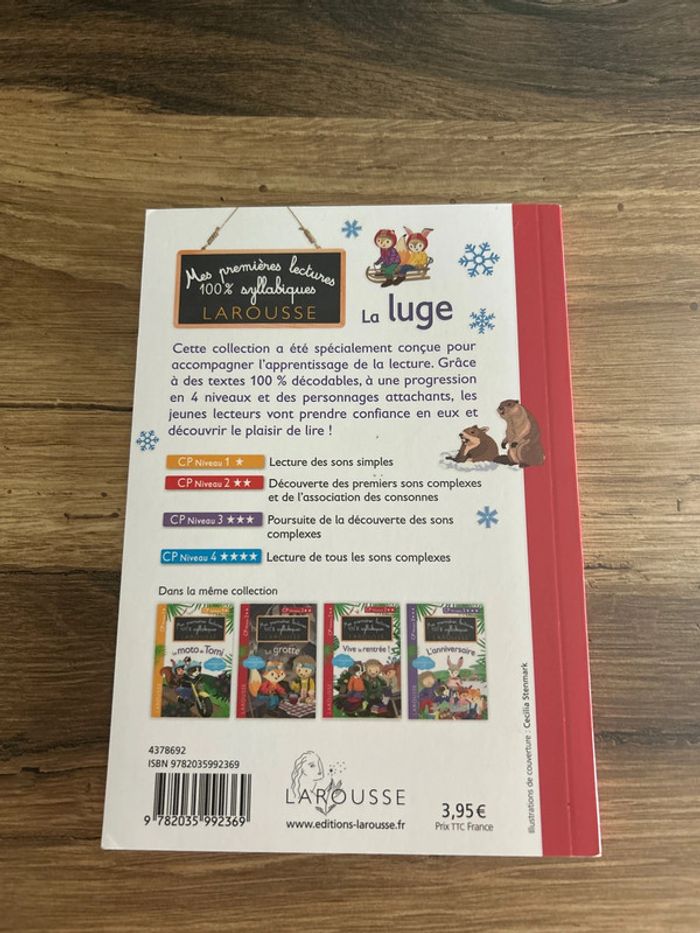 Mes premières lectures
100% syllabiques
LAROUSSE
La luge
Cette collection a été spécialement conçue pour
accompagner l'apprentissage de la lecture. Grâce
à des textes 100 % décodables, à une progression
en 4 niveaux et des personnages attachants, les
jeunes lecteurs vont prendre confiance en eux et
découvrir le plaisir de lire !
CP Niveau 1 ★ Lecture des sons simples
CP Niveau 2 ★★ Découverte des premiers sons complexes
et de l'association des consonnes
CP Niveau 3 ★★★ Poursuite de la découverte des sons
complexes
CP Niveau 4 ★★★★ Lecture de tous les sons complexes
Dans la même collection
La moto de Tomi
La grotte
Vive la rentrée !
L'anniversaire
Illustrations de couverture : Cecilia Stenmark
4378692
ISBN 9782035992369
9 782035 992369
LAROUSSE
www.editions-larousse.fr
3,95 €
Prix TTC France